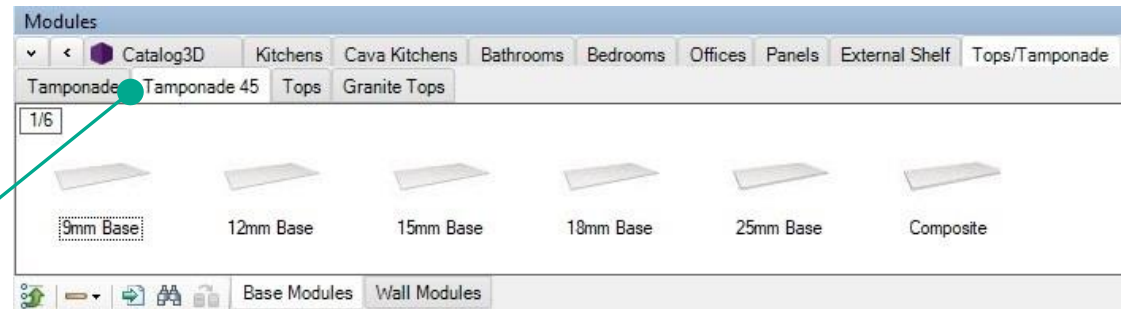 Modules
Catalog3D Kitchens Cava Kitchens Bathrooms Bedrooms Offices Panels External Shelf Tops/Tamponade
Tamponade Tamponade 45 Tops Granite Tops
1/6
9mm Base 12mm Base 15mm Base 18mm Base 25mm Base Composite
Base Modules Wall Modules